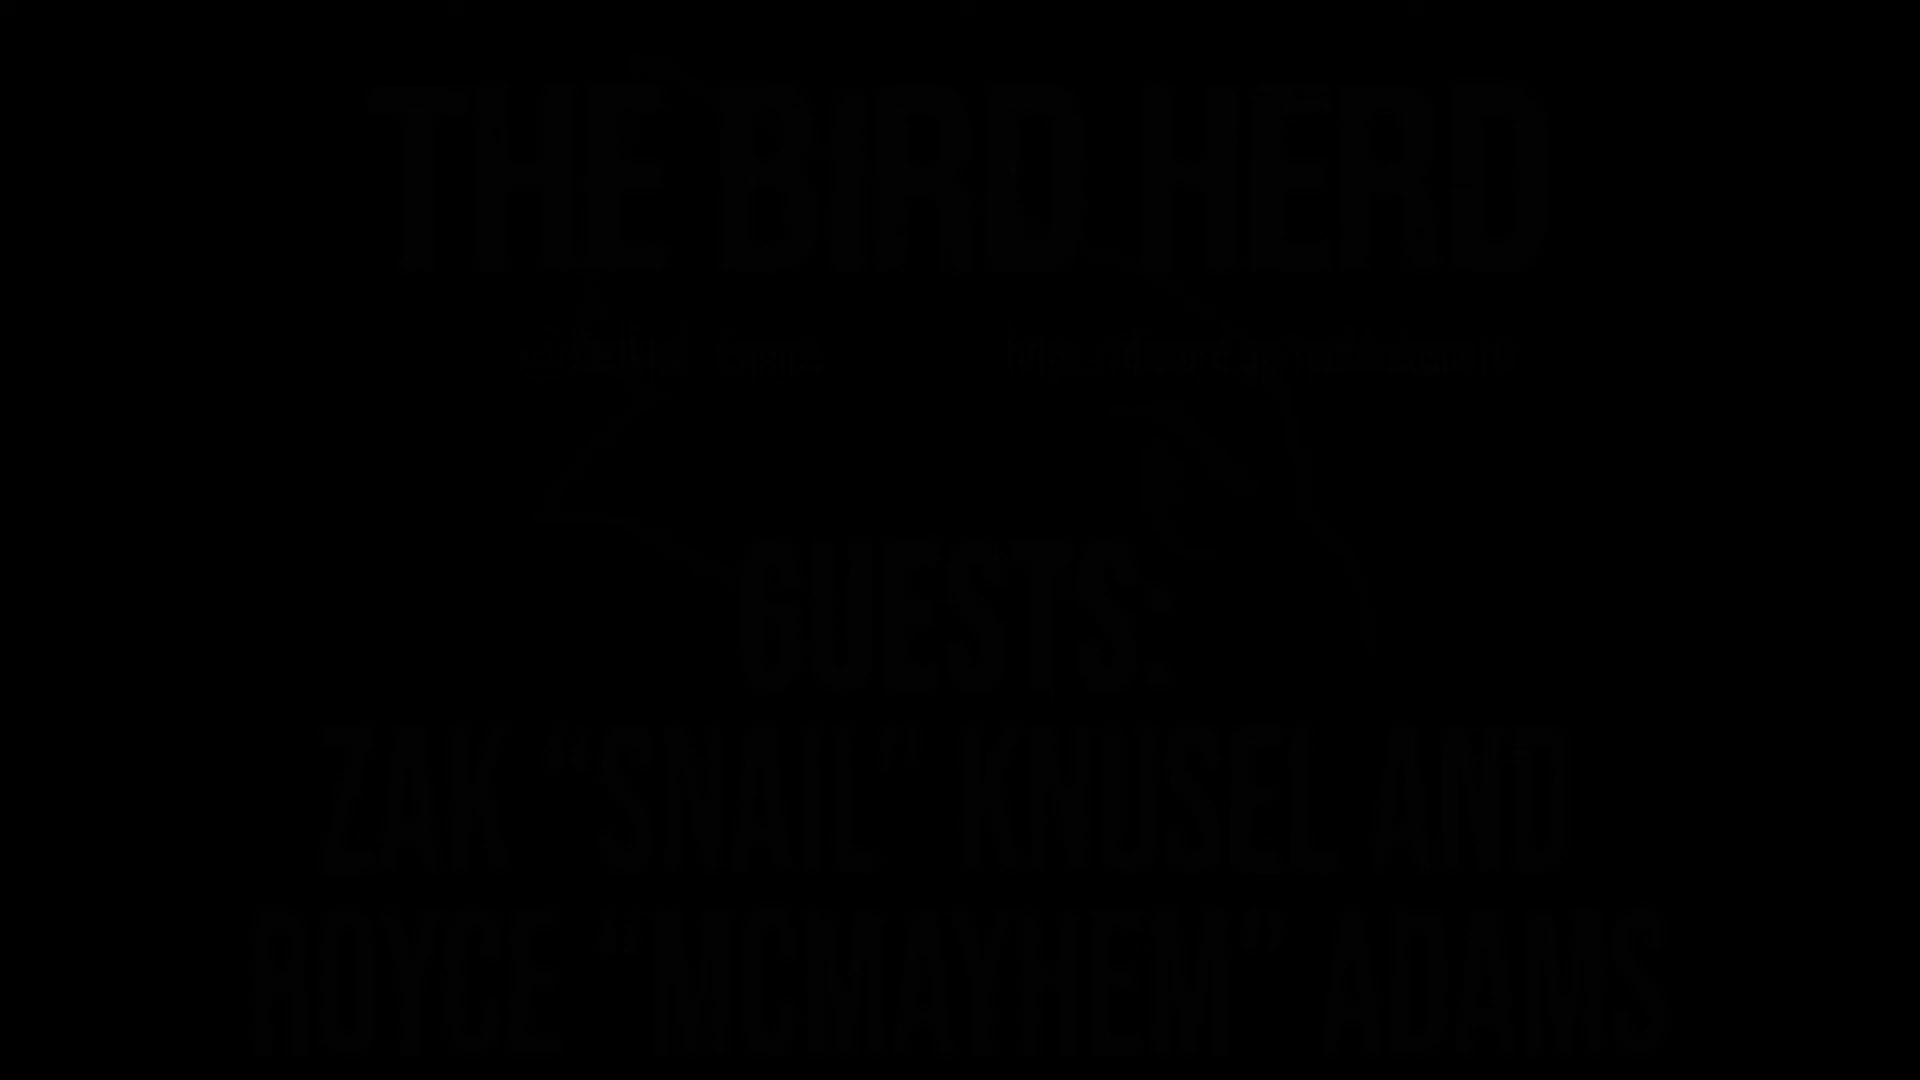 THE BIRD HERD
GUESTS:
ZAK “SNAIL” KNUSEL AND
ROYCE “MCMAYHEM” ADAMS